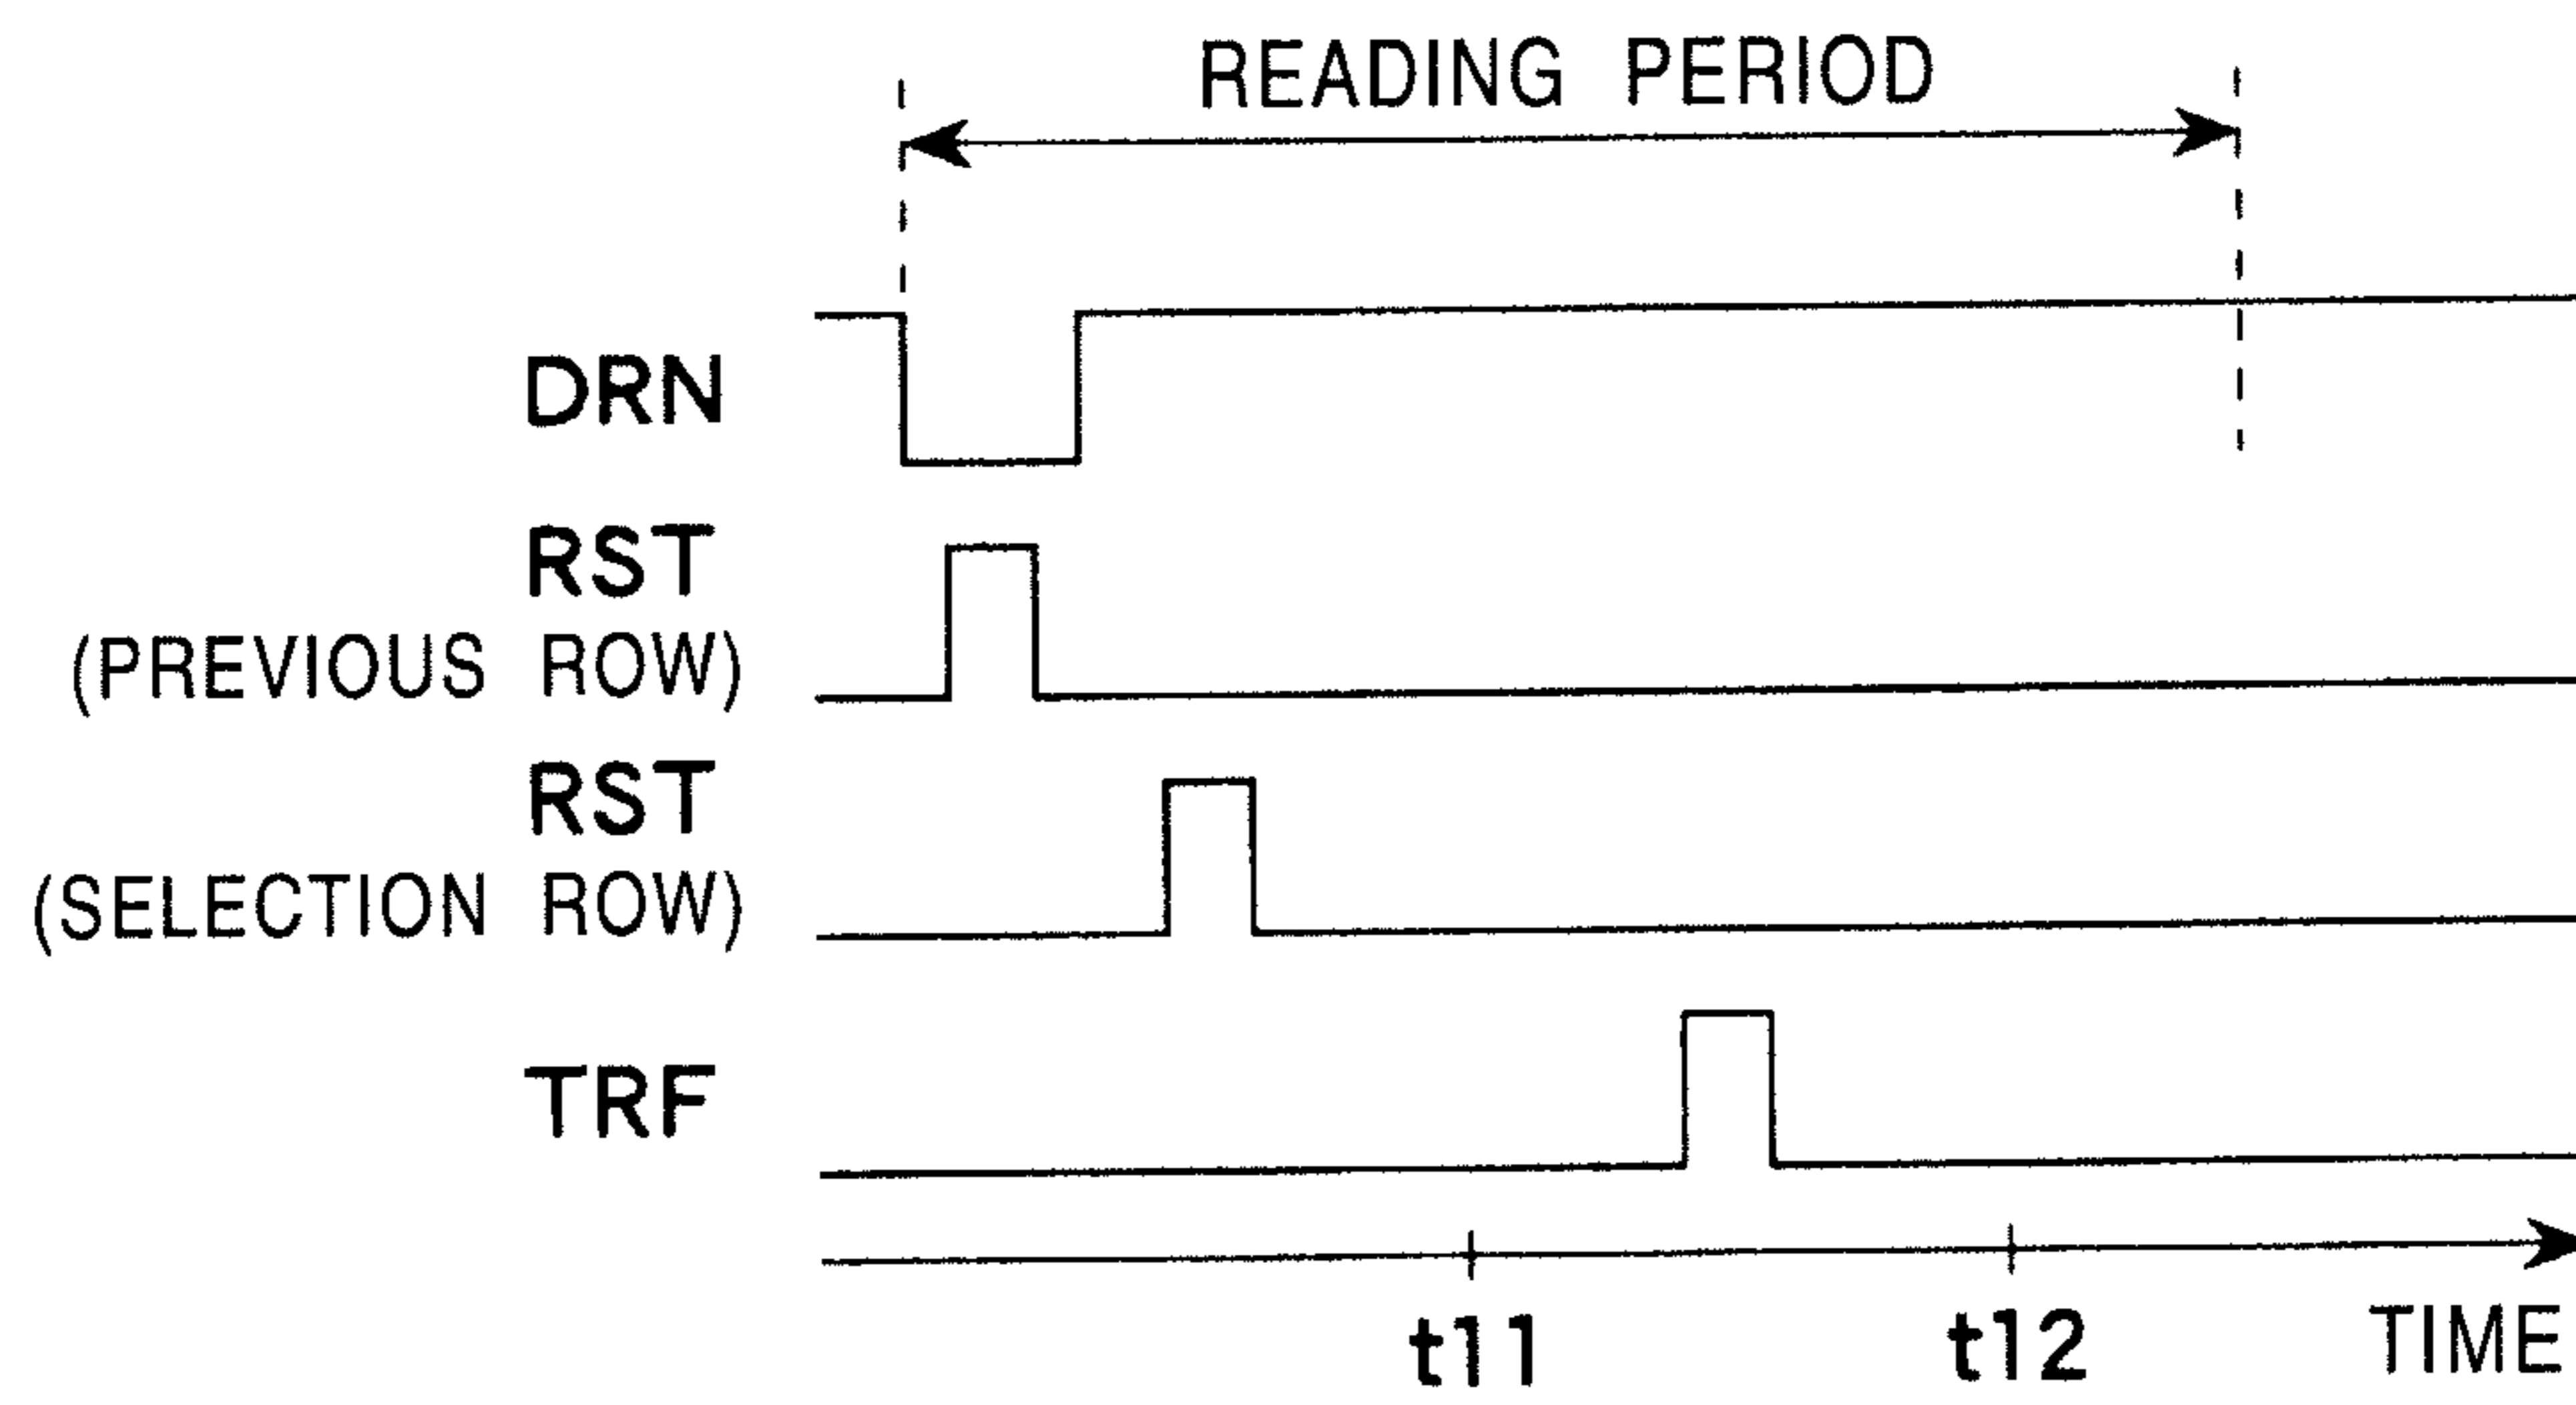 READING PERIOD
DRN
RST
(PREVIOUS ROW)
RST
(SELECTION ROW)
TRF
t11
t12
TIME